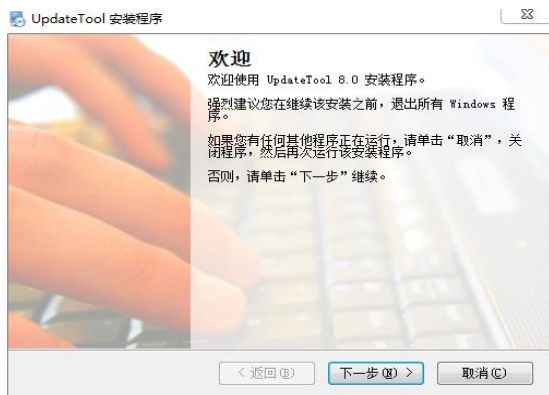 UpdateTool 安装程序
欢迎
欢迎使用 UpdateTool 8.0 安装程序。
强烈建议您在继续该安装之前，退出所有 Windows 程
序。
如果您有任何其他程序正在运行，请单击“取消”，关
闭程序，然后再次运行该安装程序。
否则，请单击“下一步”继续。
< 返回(B) 下一步(N) > 取消(C)